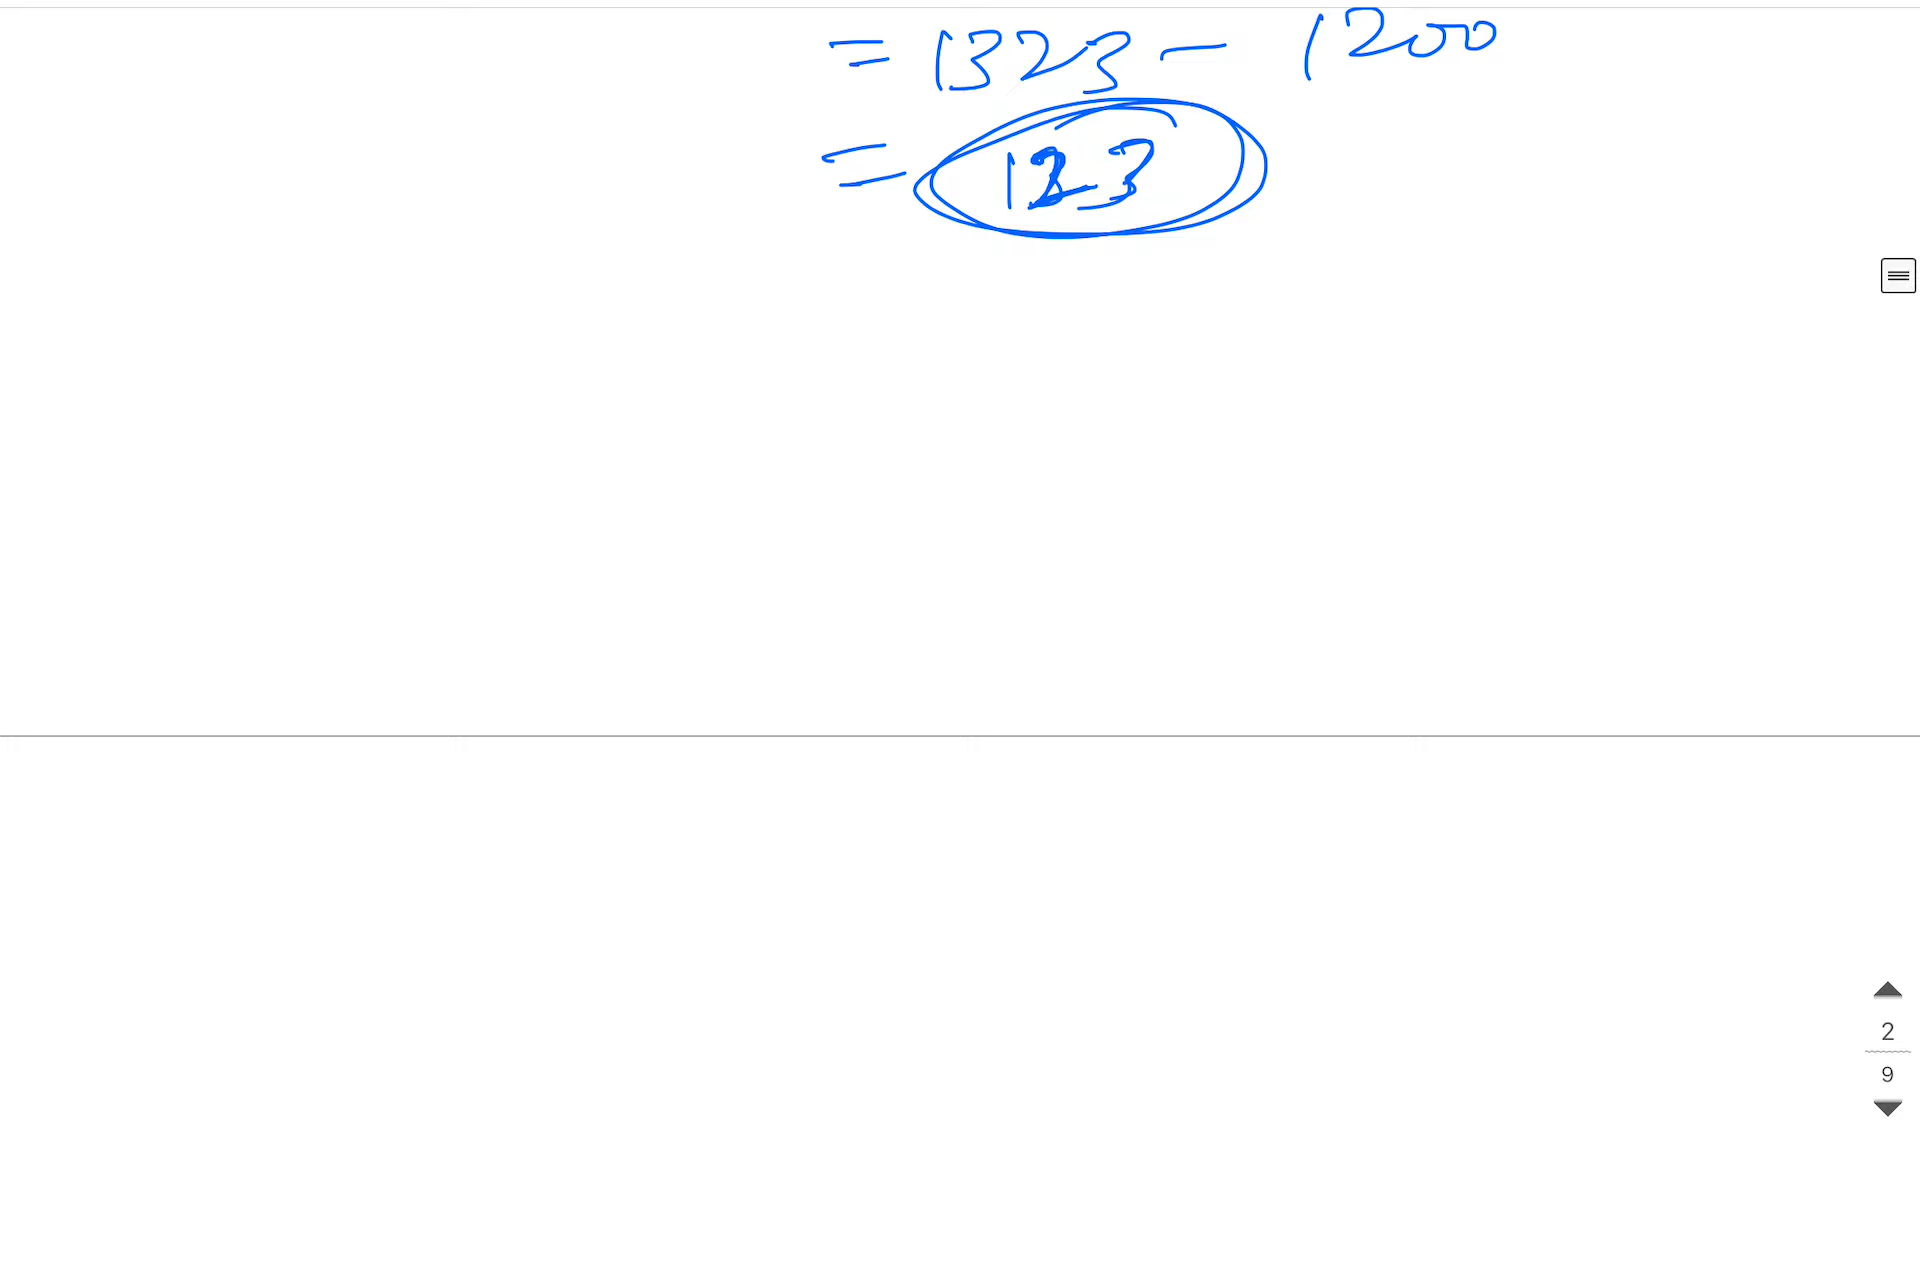 = 1323 - 1200
= 123
2
9